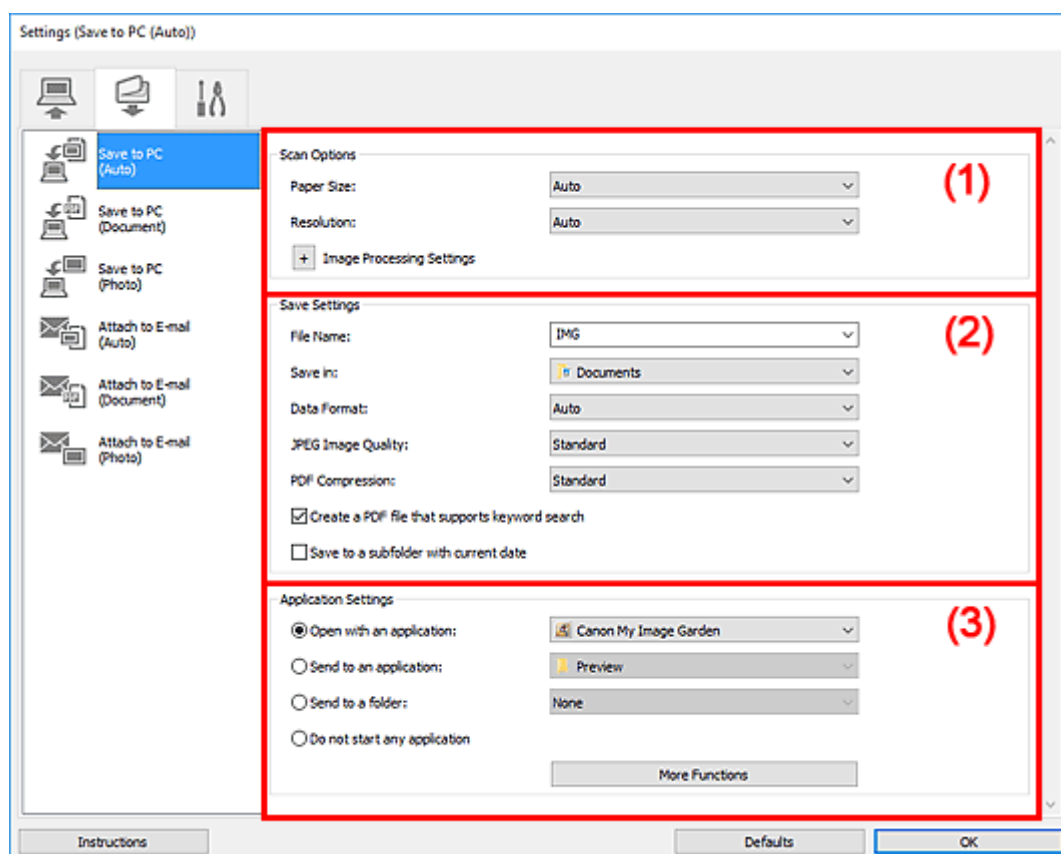 Settings (Save to PC (Auto))
Save to PC
(Auto)
Save to PC
(Document)
Save to PC
(Photo)
Attach to E-mail
(Auto)
Attach to E-mail
(Document)
Attach to E-mail
(Photo)
Scan Options
(1)
Paper Size: Auto
Resolution: Auto
+ Image Processing Settings
Save Settings
(2)
File Name: IMG
Save in: Documents
Data Format: Auto
JPEG Image Quality: Standard
PDF Compression: Standard
Create a PDF file that supports keyword search
Save to a subfolder with current date
Application Settings
(3)
Open with an application: Canon My Image Garden
Send to an application: Preview
Send to a folder: None
Do not start any application
More Functions
Instructions Defaults OK